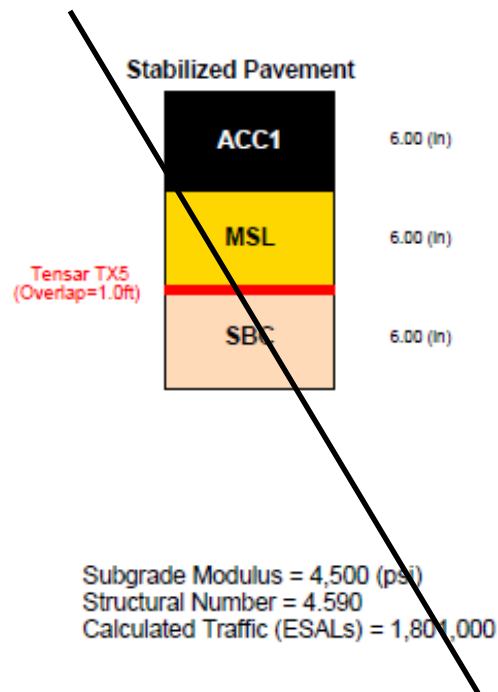 Stabilized Pavement
ACC1
6.00 (in)
MSL
6.00 (in)
Tensar TX5
(Overlap=1.0ft)
SBC
6.00 (in)
Subgrade Modulus = 4,500 (psi)
Structural Number = 4.590
Calculated Traffic (ESALs) = 1,801,000